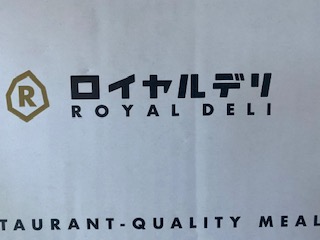 R ロイヤルデリ
ROYAL DELI
TAURANT-QUALITY MEAL